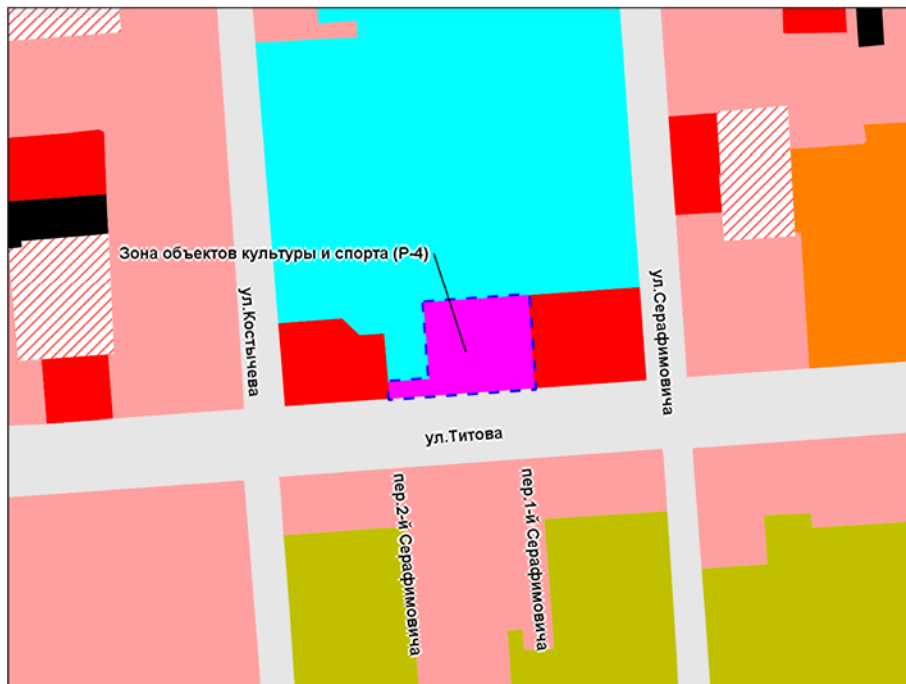 Зона объектов культуры и спорта (Р-4)
ул.Костычева
ул.Серафимовича
ул.Титова
пер.2-й Серафимовича
пер.1-й Серафимовича